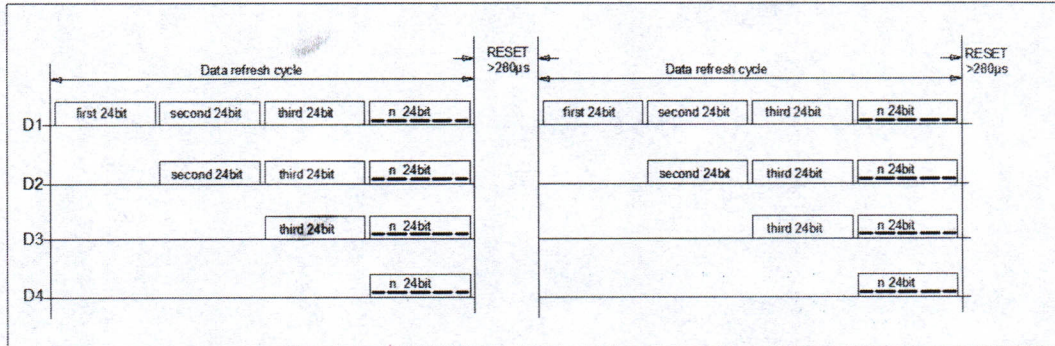 RESET
>280µs
RESET
>280µs
Data refresh cycle
Data refresh cycle
D1
first 24bit
second 24bit
third 24bit
n 24bit
first 24bit
second 24bit
third 24bit
n 24bit
D2
second 24bit
third 24bit
n 24bit
second 24bit
third 24bit
n 24bit
D3
third 24bit
n 24bit
third 24bit
n 24bit
D4
n 24bit
n 24bit